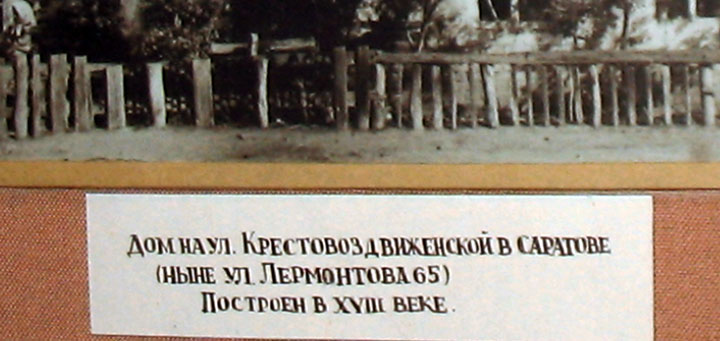 Дом на ул. Крестовоздвиженской в Саратове
(ныне ул. Лермонтова 65)
Построен в XVIII веке.